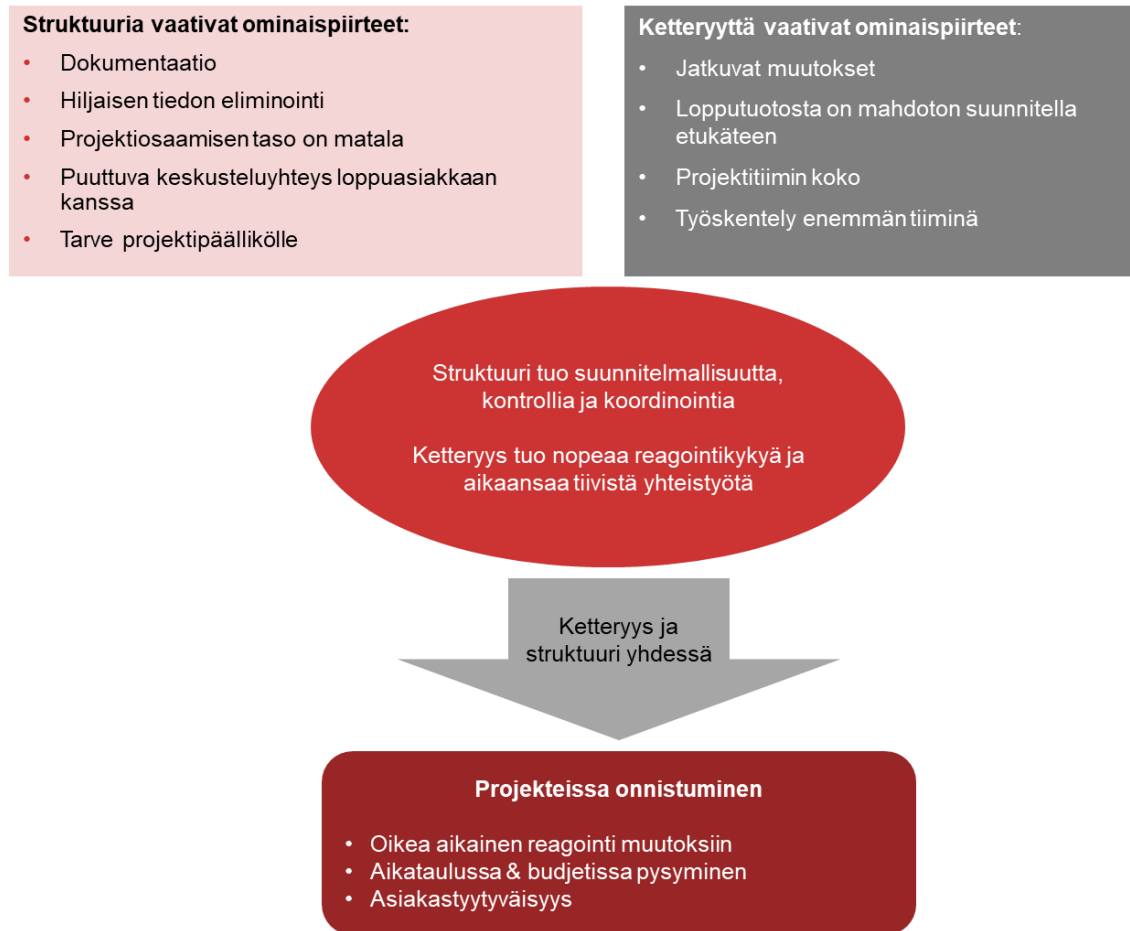 Struktuuria vaativat ominaispiirteet:
• Dokumentaatio
• Hiljaisen tiedon eliminointi
• Projektiosaamisen taso on matala
• Puuttuva keskusteluyhteys loppuasiakkaan
kanssa
• Tarve projektipäällikölle
Ketteryyttä vaativat ominaispiirteet:
• Jatkuvat muutokset
• Lopputuotosta on mahdoton suunnitella
etukäteen
• Projektitiimin koko
• Työskentely enemmän tiiminä
Struktuuri tuo suunnitelmallisuutta,
kontrollia ja koordinointia
Ketteryys tuo nopeaa reagointikykyä ja
aikaansaa tiivistä yhteistyötä
Ketteryys ja
struktuuri yhdessä
Projekteissa onnistuminen
• Oikea aikainen reagointi muutoksiin
• Aikataulussa & budjetissa pysyminen
• Asiakastyytyväisyys